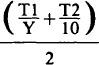 (T1/Y + T2/10)
2